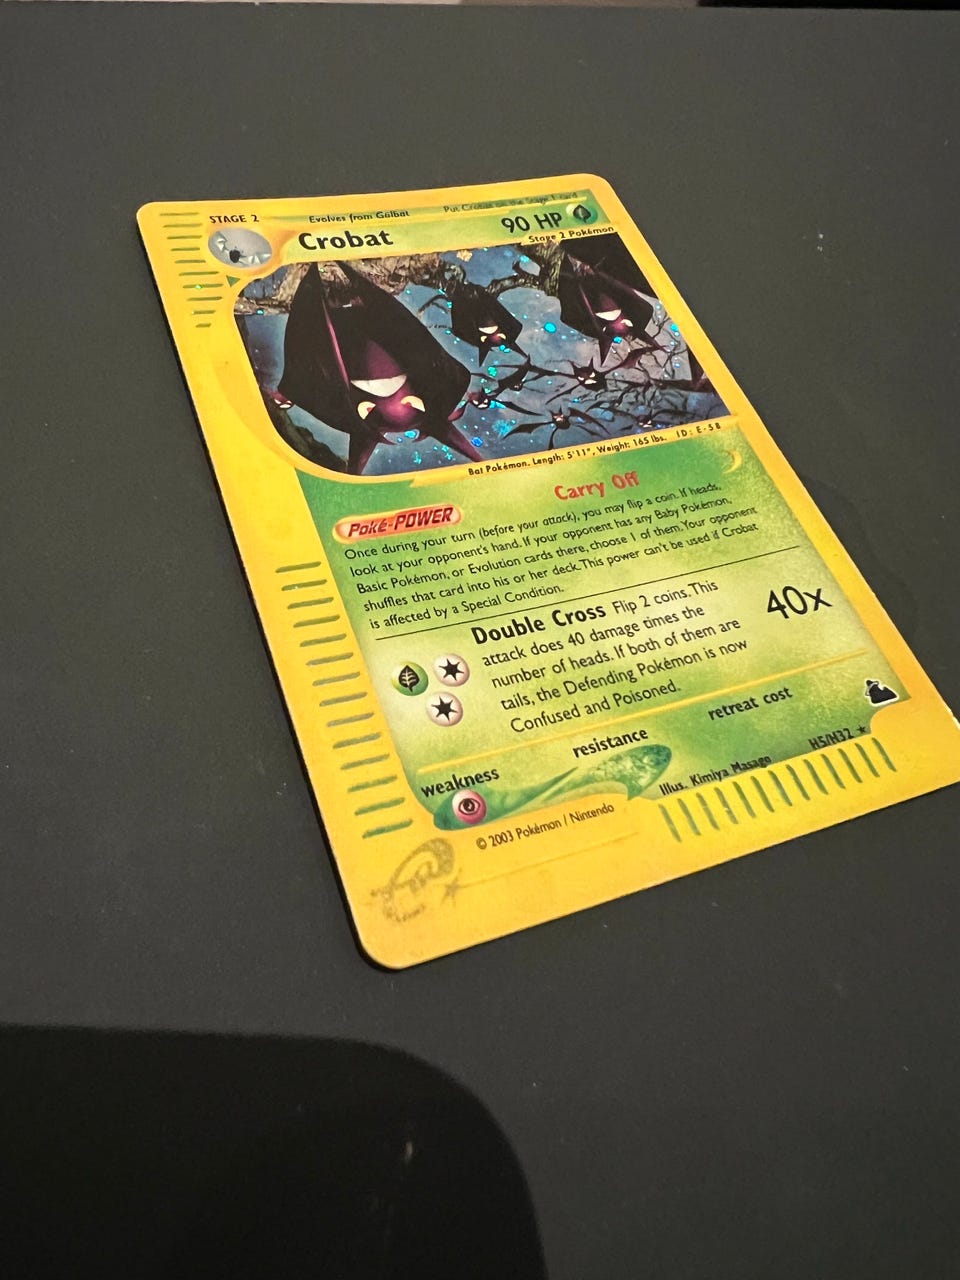 STAGE 2
Evolves from Golbat
Put Crobat on the Stage 1 card
Crobat
90 HP
Stage 2 Pokémon
Bat Pokémon. Length: 5'11", Weight: 165 lbs. ID: E-58
Poké-POWER
Carry Off
Once during your turn (before your attack), you may flip a coin. If heads,
look at your opponent's hand. If your opponent has any Baby Pokémon,
Basic Pokémon, or Evolution cards there, choose 1 of them. Your opponent
shuffles that card into his or her deck. This power can't be used if Crobat
is affected by a Special Condition.
Double Cross Flip 2 coins. This
attack does 40 damage times the
number of heads. If both of them are
tails, the Defending Pokémon is now
Confused and Poisoned.
40x
weakness
resistance
retreat cost
Illus. Kimiya Masago
H5/H32 ★
© 2003 Pokémon / Nintendo